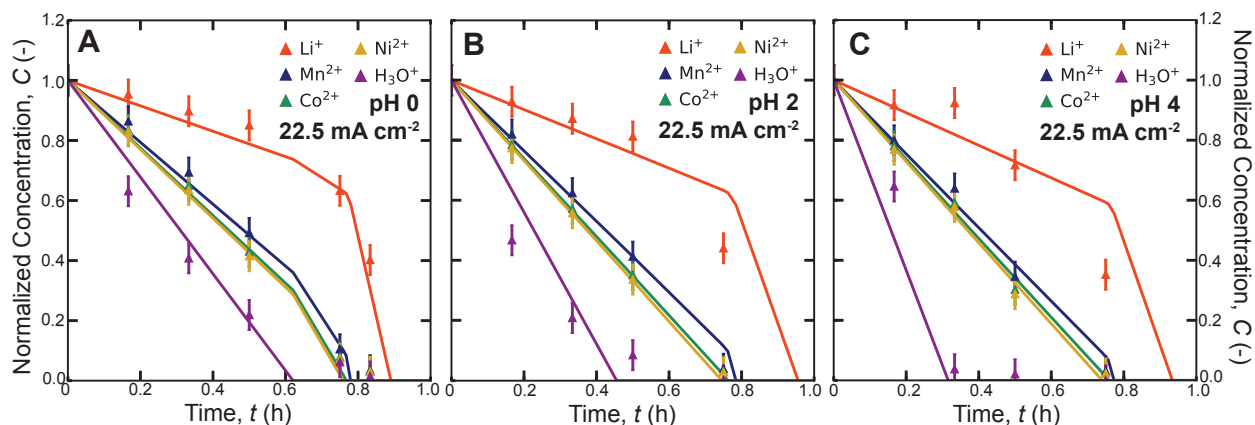 Normalized Concentration, C (-)
1.2
1.0
0.8
0.6
0.4
0.2
0.0
A
Li⁺
Ni²⁺
Mn²⁺
H₃O⁺
Co²⁺
pH 0
22.5 mA cm⁻²
0 0.2 0.4 0.6 0.8 1.0
Time, t (h)
B
Li⁺
Ni²⁺
Mn²⁺
H₃O⁺
Co²⁺
pH 2
22.5 mA cm⁻²
0 0.2 0.4 0.6 0.8 1.0
Time, t (h)
C
Li⁺
Ni²⁺
Mn²⁺
H₃O⁺
Co²⁺
pH 4
22.5 mA cm⁻²
0 0.2 0.4 0.6 0.8 1.0
Time, t (h)
1.2
1.0
0.8
0.6
0.4
0.2
0.0
Normalized Concentration, C (-)